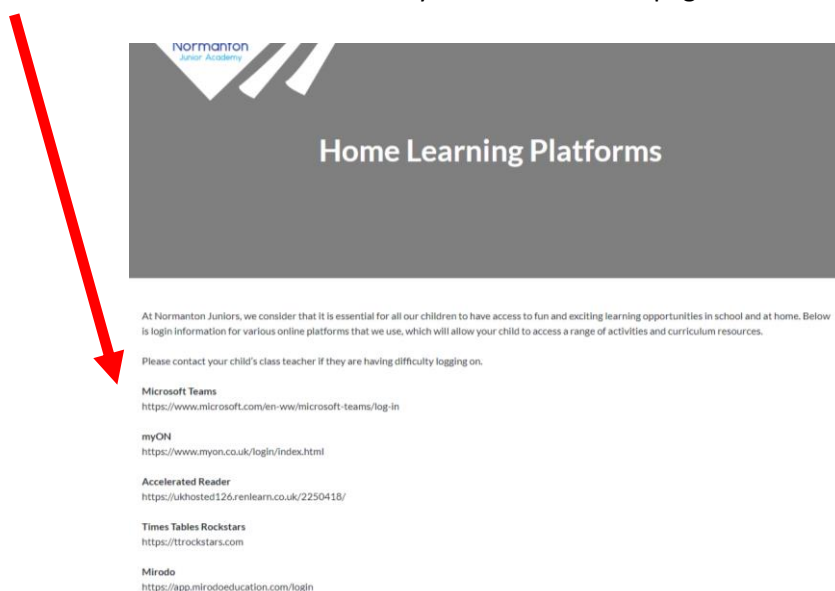 Normanton
Junior Academy
Home Learning Platforms
At Normanton Juniors, we consider that it is essential for all our children to have access to fun and exciting learning opportunities in school and at home. Below
is login information for various online platforms that we use, which will allow your child to access a range of activities and curriculum resources.
Please contact your child's class teacher if they are having difficulty logging on.
Microsoft Teams
https://www.microsoft.com/en-ww/microsoft-teams/log-in
myON
https://www.myon.co.uk/login/index.html
Accelerated Reader
https://ukhosted126.renlearn.co.uk/2250418/
Times Tables Rockstars
https://ttrockstars.com
Mirodo
https://app.mirodoeducation.com/login